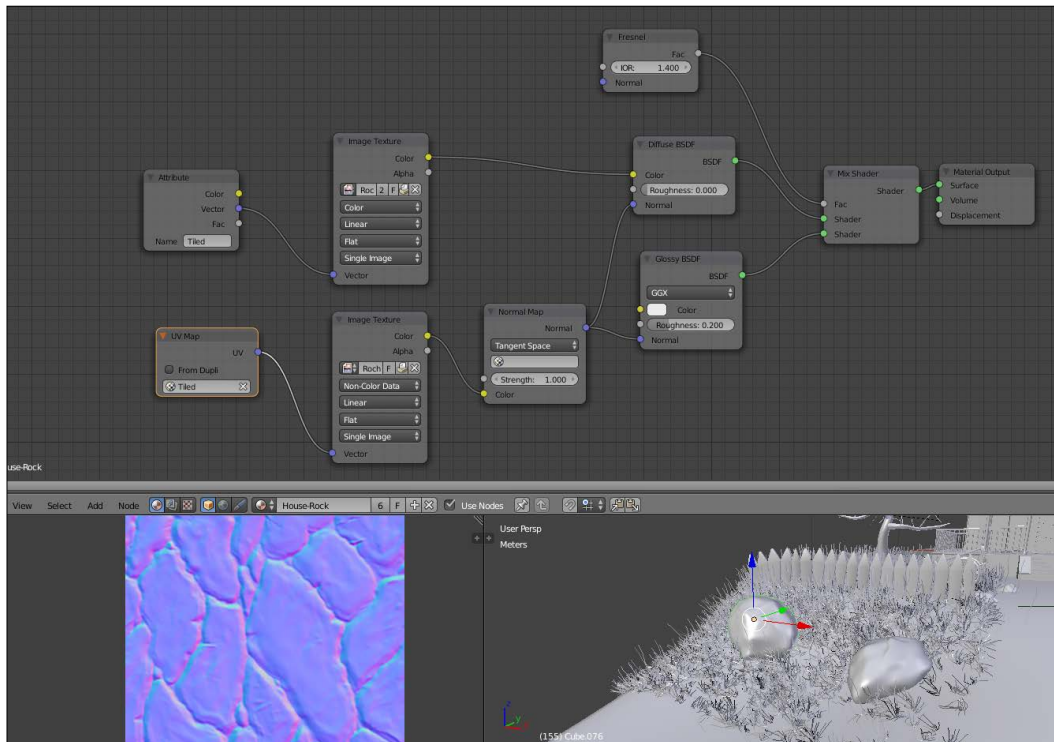 Fresnel
Fac
IOR: 1.400
Normal
Image Texture
Color
Alpha
Roc 2 F
Color
Linear
Flat
Single Image
Vector
Attribute
Color
Vector
Fac
Name Tiled
Diffuse BSDF
BSDF
Color
Roughness: 0.000
Normal
Mix Shader
Shader
Fac
Shader
Shader
Material Output
Surface
Volume
Displacement
Glossy BSDF
BSDF
GGX
Color
Roughness: 0.200
Normal
UV Map
UV
From Dupli
Tiled
Image Texture
Color
Alpha
Roch F
Non-Color Data
Linear
Flat
Single Image
Vector
Normal Map
Normal
Tangent Space
Strength: 1.000
Color
use-Rock
View Select Add Node House-Rock 6 F Use Nodes
User Persp
Meters
z
y
(155) Cube.076